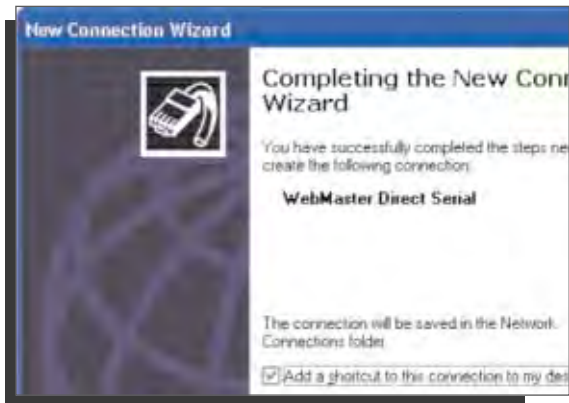 New Connection Wizard
Completing the New Conn
Wizard
You have successfully completed the steps ne
create the following connection:
WebMaster Direct Serial
The connection will be saved in the Network
Connections folder.
Add a shortcut to this connection to my des